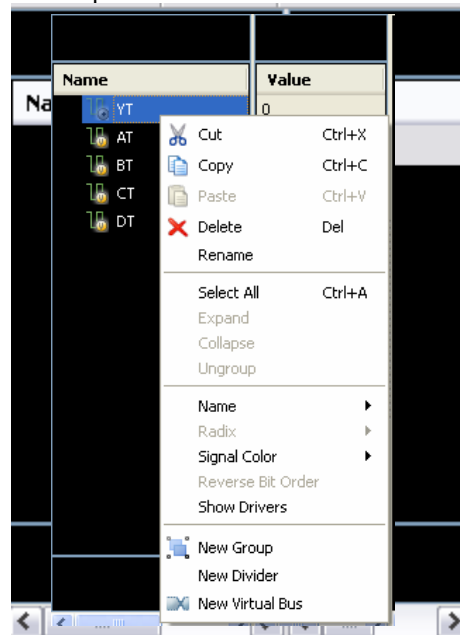 Name Value
Na
YT 0
AT
BT
CT
DT
Cut Ctrl+X
Copy Ctrl+C
Paste Ctrl+V
Delete Del
Rename
Select All Ctrl+A
Expand
Collapse
Ungroup
Name
Radix
Signal Color
Reverse Bit Order
Show Drivers
New Group
New Divider
New Virtual Bus